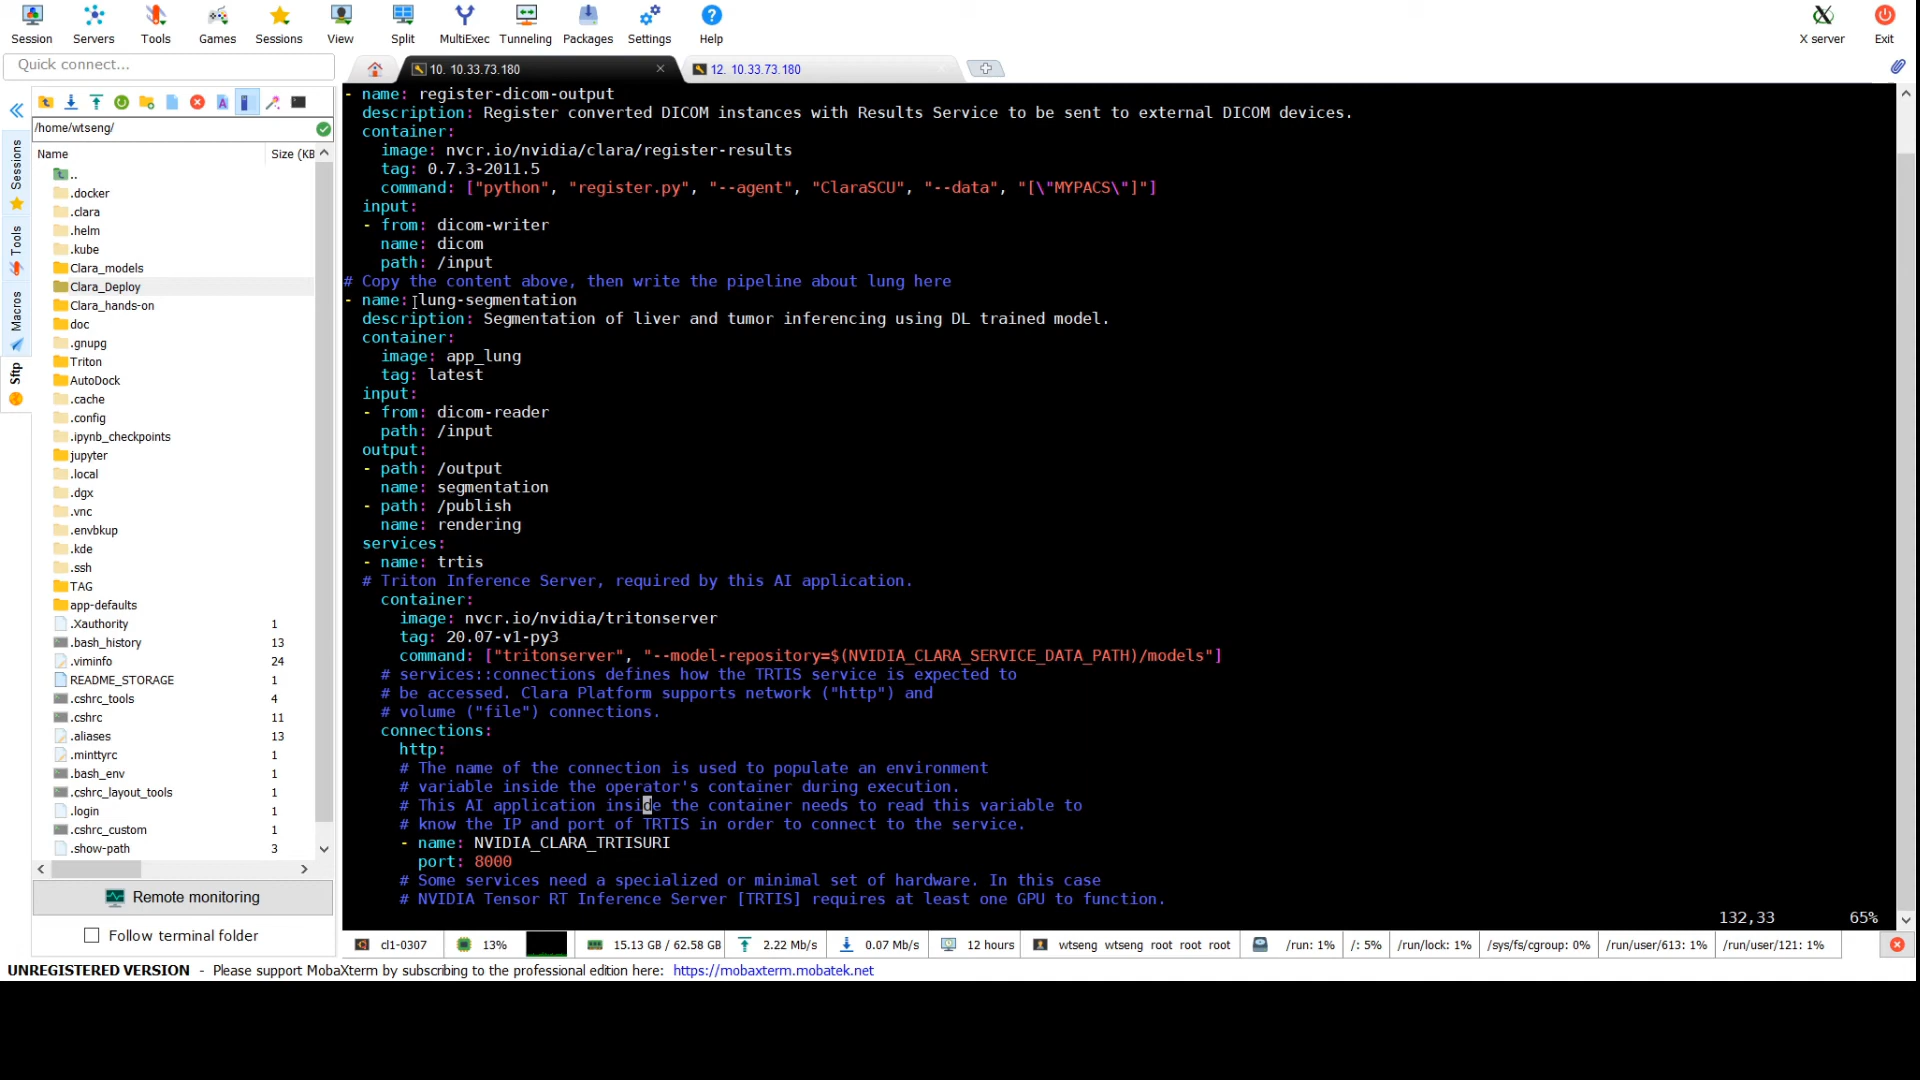 Session Servers Tools Games Sessions View Split MultiExec Tunneling Packages Settings Help X server Exit
Quick connect...
10. 10.33.73.180
12. 10.33.73.180
/home/wtseng/
Name Size (KB
..
.docker
.clara
.helm
.kube
Clara_models
Clara_Deploy
Clara_hands-on
doc
.gnupg
Triton
AutoDock
.cache
.config
.ipynb_checkpoints
jupyter
.local
.dgx
.vnc
.envbkup
.kde
.ssh
TAG
app-defaults
.Xauthority 1
.bash_history 13
.viminfo 24
README_STORAGE 1
.cshrc_tools 4
.cshrc 11
.aliases 13
.minttyrc 1
.bash_env 1
.cshrc_layout_tools 1
.login 1
.cshrc_custom 1
.show-path 3
Sessions
Tools
Macros
Sftp
Remote monitoring
Follow terminal folder
- name: register-dicom-output
description: Register converted DICOM instances with Results Service to be sent to external DICOM devices.
container:
image: nvcr.io/nvidia/clara/register-results
tag: 0.7.3-2011.5
command: ["python", "register.py", "--agent", "ClaraSCU", "--data", "[\"MYPACS\"]"]
input:
- from: dicom-writer
name: dicom
path: /input
# Copy the content above, then write the pipeline about lung here
- name: lung-segmentation
description: Segmentation of liver and tumor inferencing using DL trained model.
container:
image: app_lung
tag: latest
input:
- from: dicom-reader
path: /input
output:
- path: /output
name: segmentation
- path: /publish
name: rendering
services:
- name: trtis
# Triton Inference Server, required by this AI application.
container:
image: nvcr.io/nvidia/tritonserver
tag: 20.07-v1-py3
command: ["tritonserver", "--model-repository=$(NVIDIA_CLARA_SERVICE_DATA_PATH)/models"]
# services::connections defines how the TRTIS service is expected to
# be accessed. Clara Platform supports network ("http") and
# volume ("file") connections.
connections:
http:
# The name of the connection is used to populate an environment
# variable inside the operator's container during execution.
# This AI application inside the container needs to read this variable to
# know the IP and port of TRTIS in order to connect to the service.
- name: NVIDIA_CLARA_TRTISURI
port: 8000
# Some services need a specialized or minimal set of hardware. In this case
# NVIDIA Tensor RT Inference Server [TRTIS] requires at least one GPU to function.
132,33 65%
cl1-0307 13% 15.13 GB / 62.58 GB 2.22 Mb/s 0.07 Mb/s 12 hours wtseng wtseng root root root /run: 1% /: 5% /run/lock: 1% /sys/fs/cgroup: 0% /run/user/613: 1% /run/user/121: 1%
UNREGISTERED VERSION - Please support MobaXterm by subscribing to the professional edition here: https://mobaxterm.mobatek.net